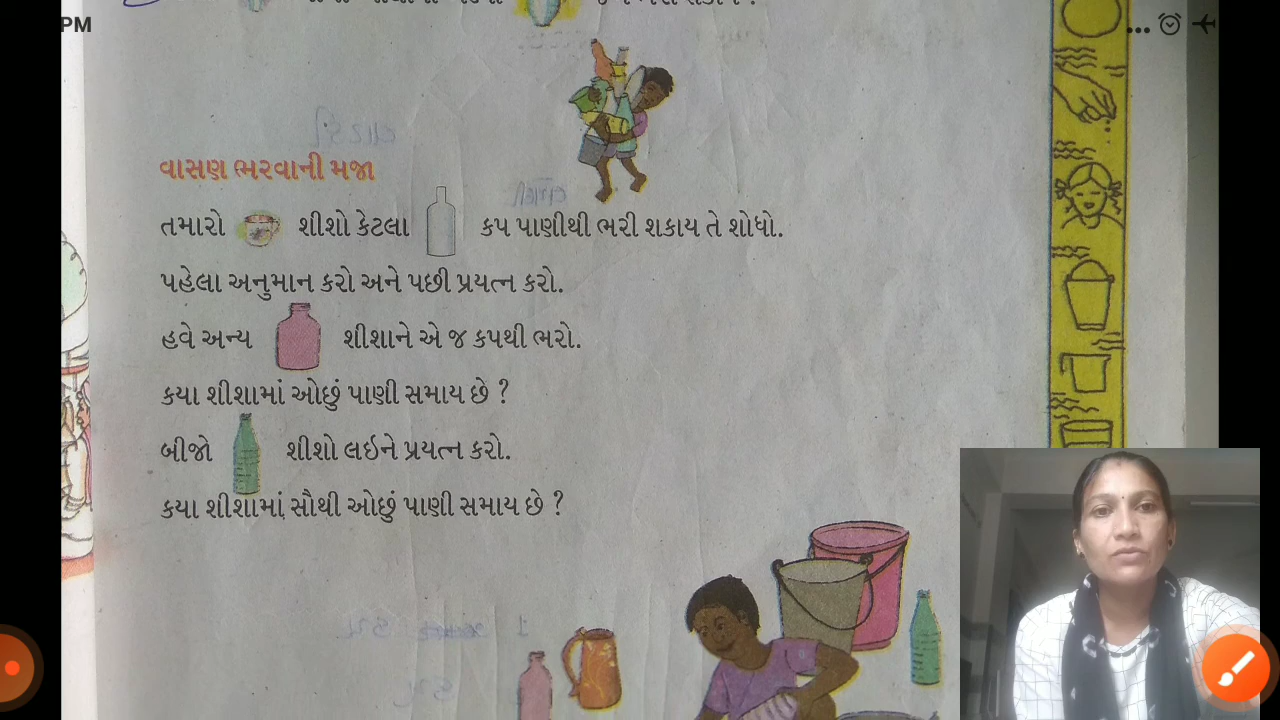 PM
વાસણ ભરવાની મજા
તમારો શીશો કેટલા કપ પાણીથી ભરી શકાય તે શોધો.
પહેલા અનુમાન કરો અને પછી પ્રયત્ન કરો.
હવે અન્ય શીશાને એ જ કપથી ભરો.
કયા શીશામાં ઓછું પાણી સમાય છે ?
બીજો શીશો લઇને પ્રયત્ન કરો.
કયા શીશામાં સૌથી ઓછું પાણી સમાય છે ?